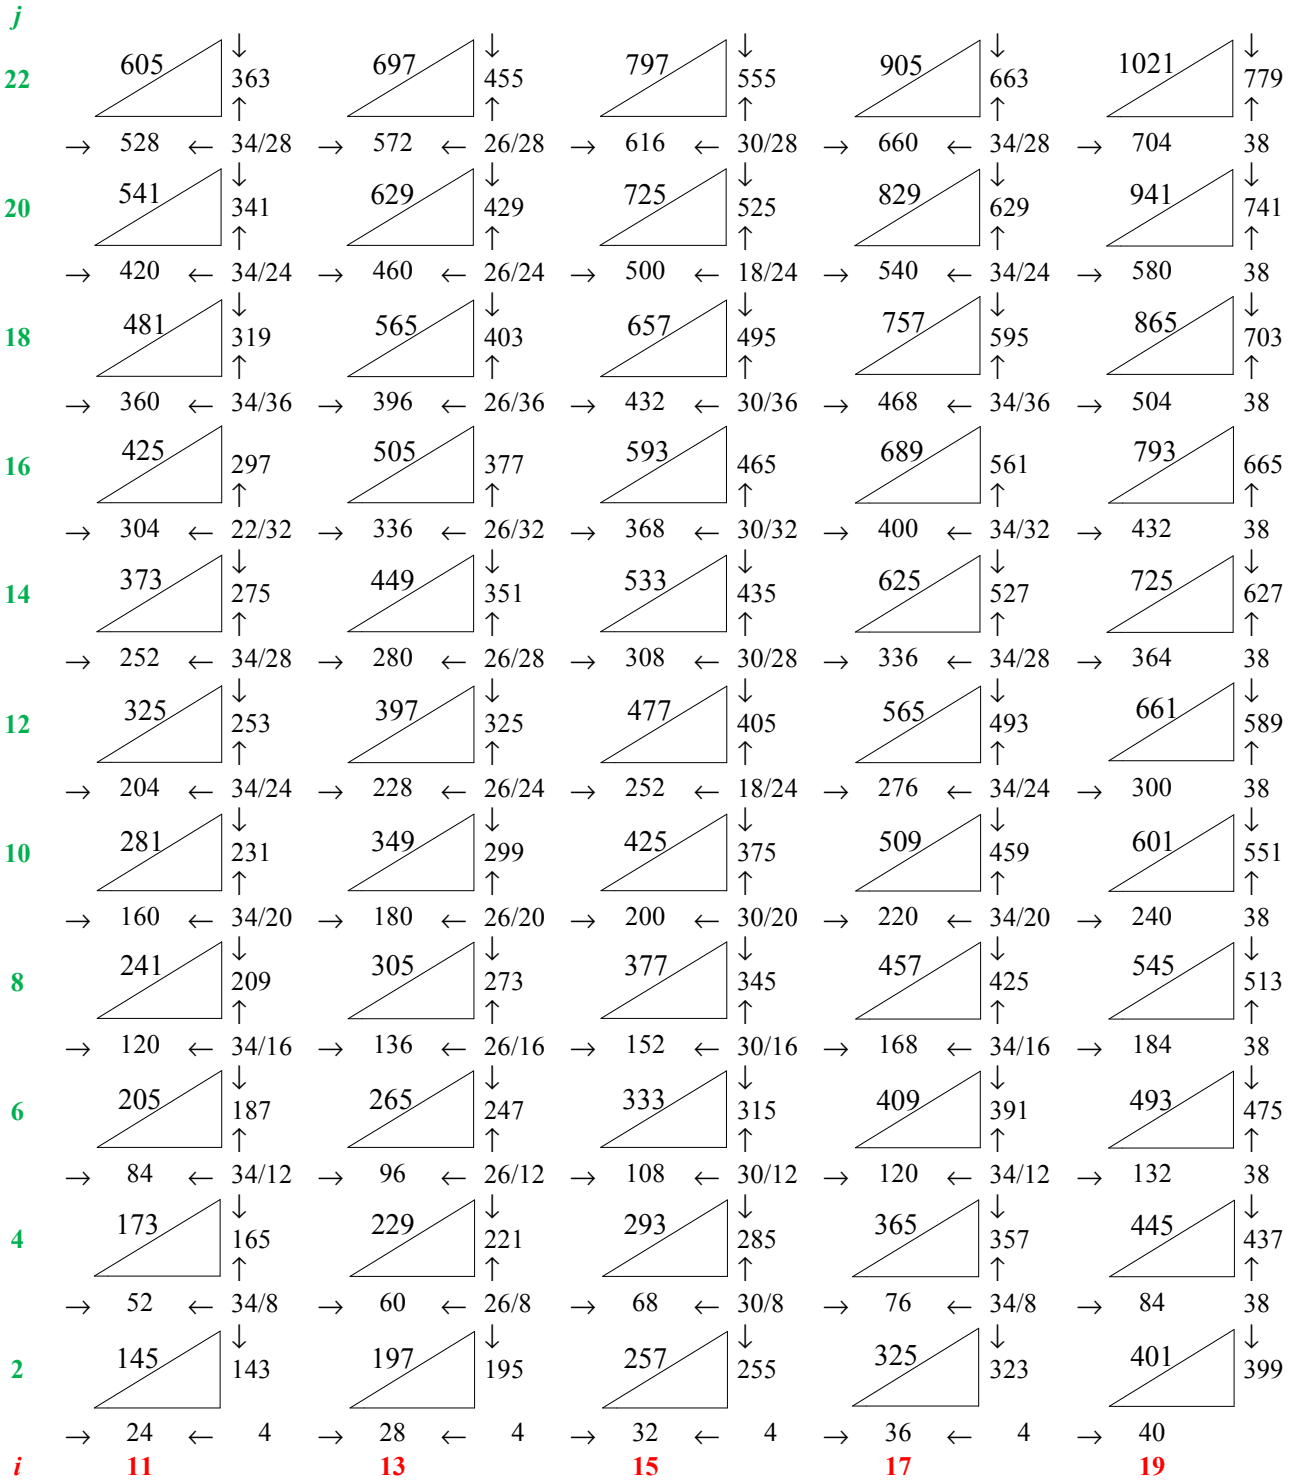 j
↓ ↓ ↓ ↓ ↓
605 697 797 905 1021
22 363 455 555 663 779
↑ ↑ ↑ ↑ ↑
→ 528 ← 34/28 → 572 ← 26/28 → 616 ← 30/28 → 660 ← 34/28 → 704 38
↓ ↓ ↓ ↓ ↓
541 629 725 829 941
20 341 429 525 629 741
↑ ↑ ↑ ↑ ↑
→ 420 ← 34/24 → 460 ← 26/24 → 500 ← 18/24 → 540 ← 34/24 → 580 38
↓ ↓ ↓ ↓ ↓
481 565 657 757 865
18 319 403 495 595 703
↑ ↑ ↑ ↑ ↑
→ 360 ← 34/36 → 396 ← 26/36 → 432 ← 30/36 → 468 ← 34/36 → 504 38
425 505 593 689 793
16 297 377 465 561 665
↑ ↑ ↑ ↑ ↑
→ 304 ← 22/32 → 336 ← 26/32 → 368 ← 30/32 → 400 ← 34/32 → 432 38
↓ ↓ ↓ ↓ ↓
373 449 533 625 725
14 275 351 435 527 627
↑ ↑ ↑ ↑ ↑
→ 252 ← 34/28 → 280 ← 26/28 → 308 ← 30/28 → 336 ← 34/28 → 364 38
↓ ↓ ↓ ↓ ↓
325 397 477 565 661
12 253 325 405 493 589
↑ ↑ ↑ ↑ ↑
→ 204 ← 34/24 → 228 ← 26/24 → 252 ← 18/24 → 276 ← 34/24 → 300 38
↓ ↓ ↓ ↓ ↓
281 349 425 509 601
10 231 299 375 459 551
↑ ↑ ↑ ↑ ↑
→ 160 ← 34/20 → 180 ← 26/20 → 200 ← 30/20 → 220 ← 34/20 → 240 38
↓ ↓ ↓ ↓ ↓
241 305 377 457 545
8 209 273 345 425 513
↑ ↑ ↑ ↑ ↑
→ 120 ← 34/16 → 136 ← 26/16 → 152 ← 30/16 → 168 ← 34/16 → 184 38
↓ ↓ ↓ ↓ ↓
205 265 333 409 493
6 187 247 315 391 475
↑ ↑ ↑ ↑ ↑
→ 84 ← 34/12 → 96 ← 26/12 → 108 ← 30/12 → 120 ← 34/12 → 132 38
↓ ↓ ↓ ↓ ↓
173 229 293 365 445
4 165 221 285 357 437
↑ ↑ ↑ ↑ ↑
→ 52 ← 34/8 → 60 ← 26/8 → 68 ← 30/8 → 76 ← 34/8 → 84 38
↓ ↓ ↓ ↓ ↓
145 197 257 325 401
2 143 195 255 323 399
→ 24 ← 4 → 28 ← 4 → 32 ← 4 → 36 ← 4 → 40
i 11 13 15 17 19